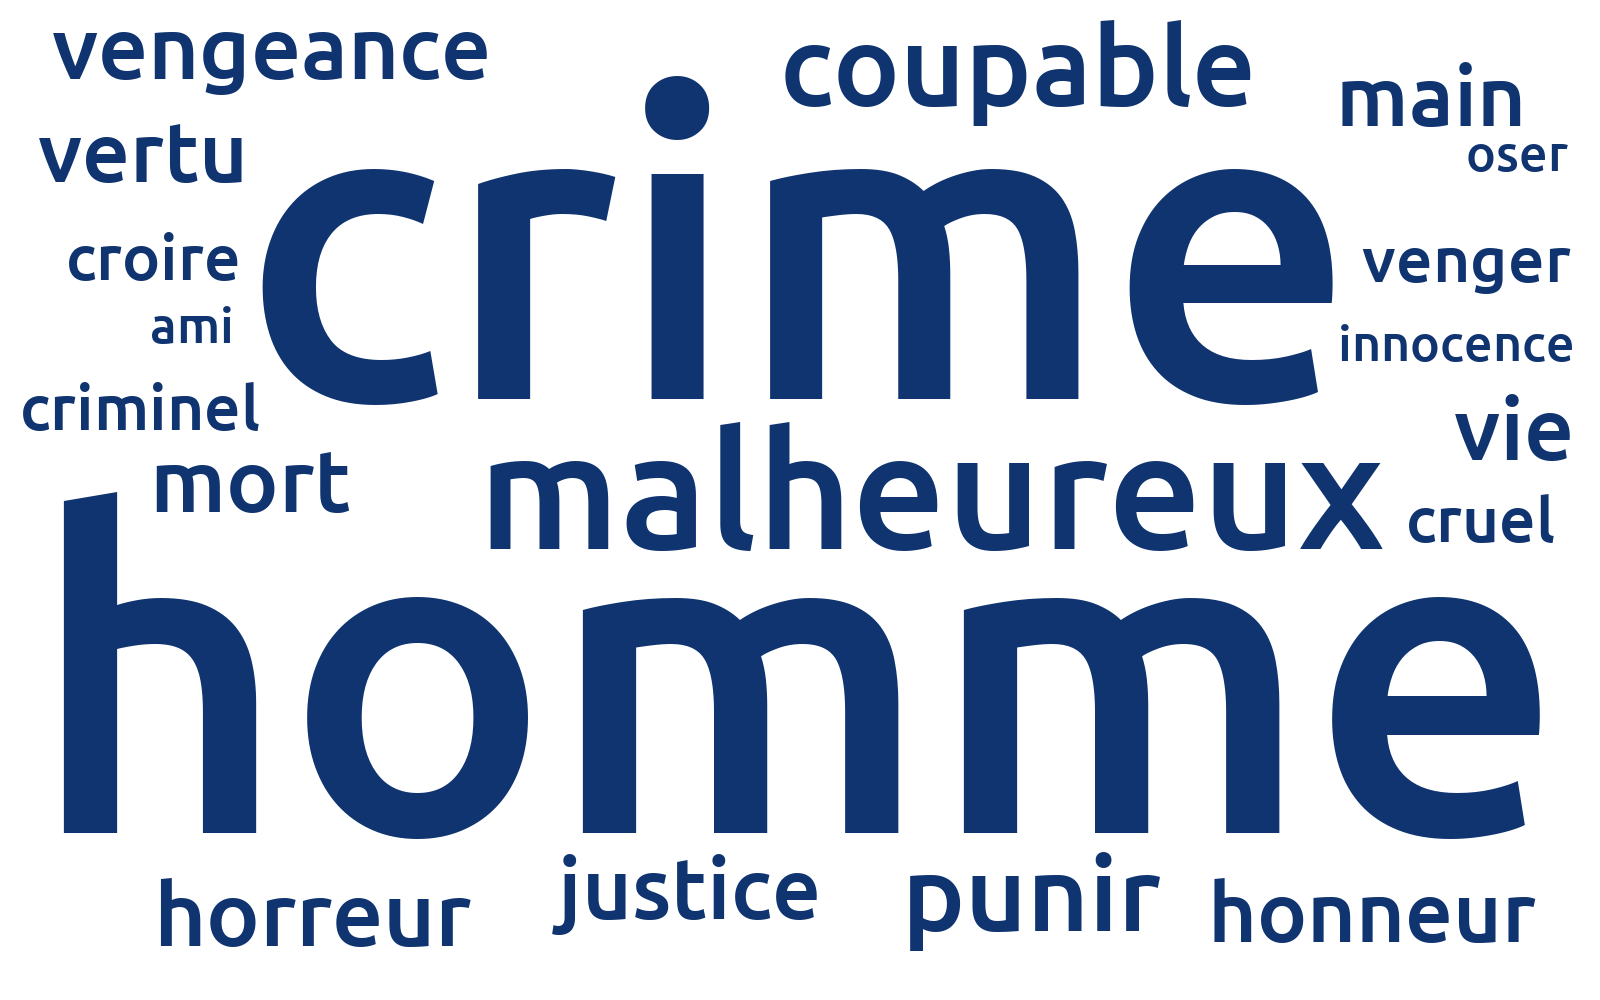 vengeance
coupable
main
vertu
oser
crime
croire
venger
ami
innocence
criminel
vie
mort
malheureux
cruel
homme
justice
punir
horreur
honneur